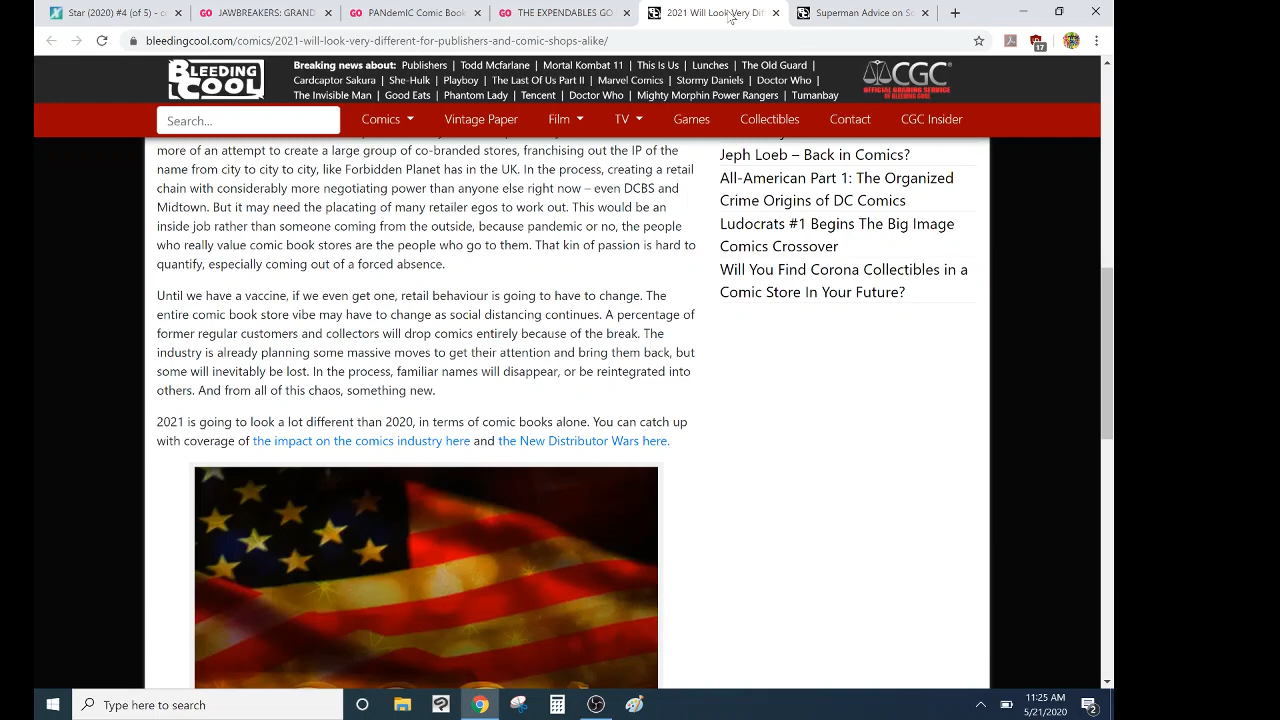 Star (2020) #4 (of 5) - c
JAWBREAKERS: GRAND
PANdemIC Comic Book
THE EXPENDABLES GO
2021 Will Look Very Dif
Superman Advice on So
bleedingcool.com/comics/2021-will-look-very-different-for-publishers-and-comic-shops-alike/
17
BLEEDING COOL
Breaking news about: Publishers | Todd Mcfarlane | Mortal Kombat 11 | This Is Us | Lunches | The Old Guard |
Cardcaptor Sakura | She-Hulk | Playboy | The Last Of Us Part II | Marvel Comics | Stormy Daniels | Doctor Who |
The Invisible Man | Good Eats | Phantom Lady | Tencent | Doctor Who | Mighty Morphin Power Rangers | Tumanbay
CGC
OFFICIAL GRADING SERVICE
OF BLEEDING COOL
Search...
Comics
Vintage Paper
Film
TV
Games
Collectibles
Contact
CGC Insider
more of an attempt to create a large group of co-branded stores, franchising out the IP of the
name from city to city to city, like Forbidden Planet has in the UK. In the process, creating a retail
chain with considerably more negotiating power than anyone else right now – even DCBS and
Midtown. But it may need the placating of many retailer egos to work out. This would be an
inside job rather than someone coming from the outside, because pandemic or no, the people
who really value comic book stores are the people who go to them. That kin of passion is hard to
quantify, especially coming out of a forced absence.
Until we have a vaccine, if we even get one, retail behaviour is going to have to change. The
entire comic book store vibe may have to change as social distancing continues. A percentage of
former regular customers and collectors will drop comics entirely because of the break. The
industry is already planning some massive moves to get their attention and bring them back, but
some will inevitably be lost. In the process, familiar names will disappear, or be reintegrated into
others. And from all of this chaos, something new.
2021 is going to look a lot different than 2020, in terms of comic books alone. You can catch up
with coverage of the impact on the comics industry here and the New Distributor Wars here.
Jeph Loeb – Back in Comics?
All-American Part 1: The Organized
Crime Origins of DC Comics
Ludocrats #1 Begins The Big Image
Comics Crossover
Will You Find Corona Collectibles in a
Comic Store In Your Future?
Type here to search
11:25 AM
5/21/2020
2